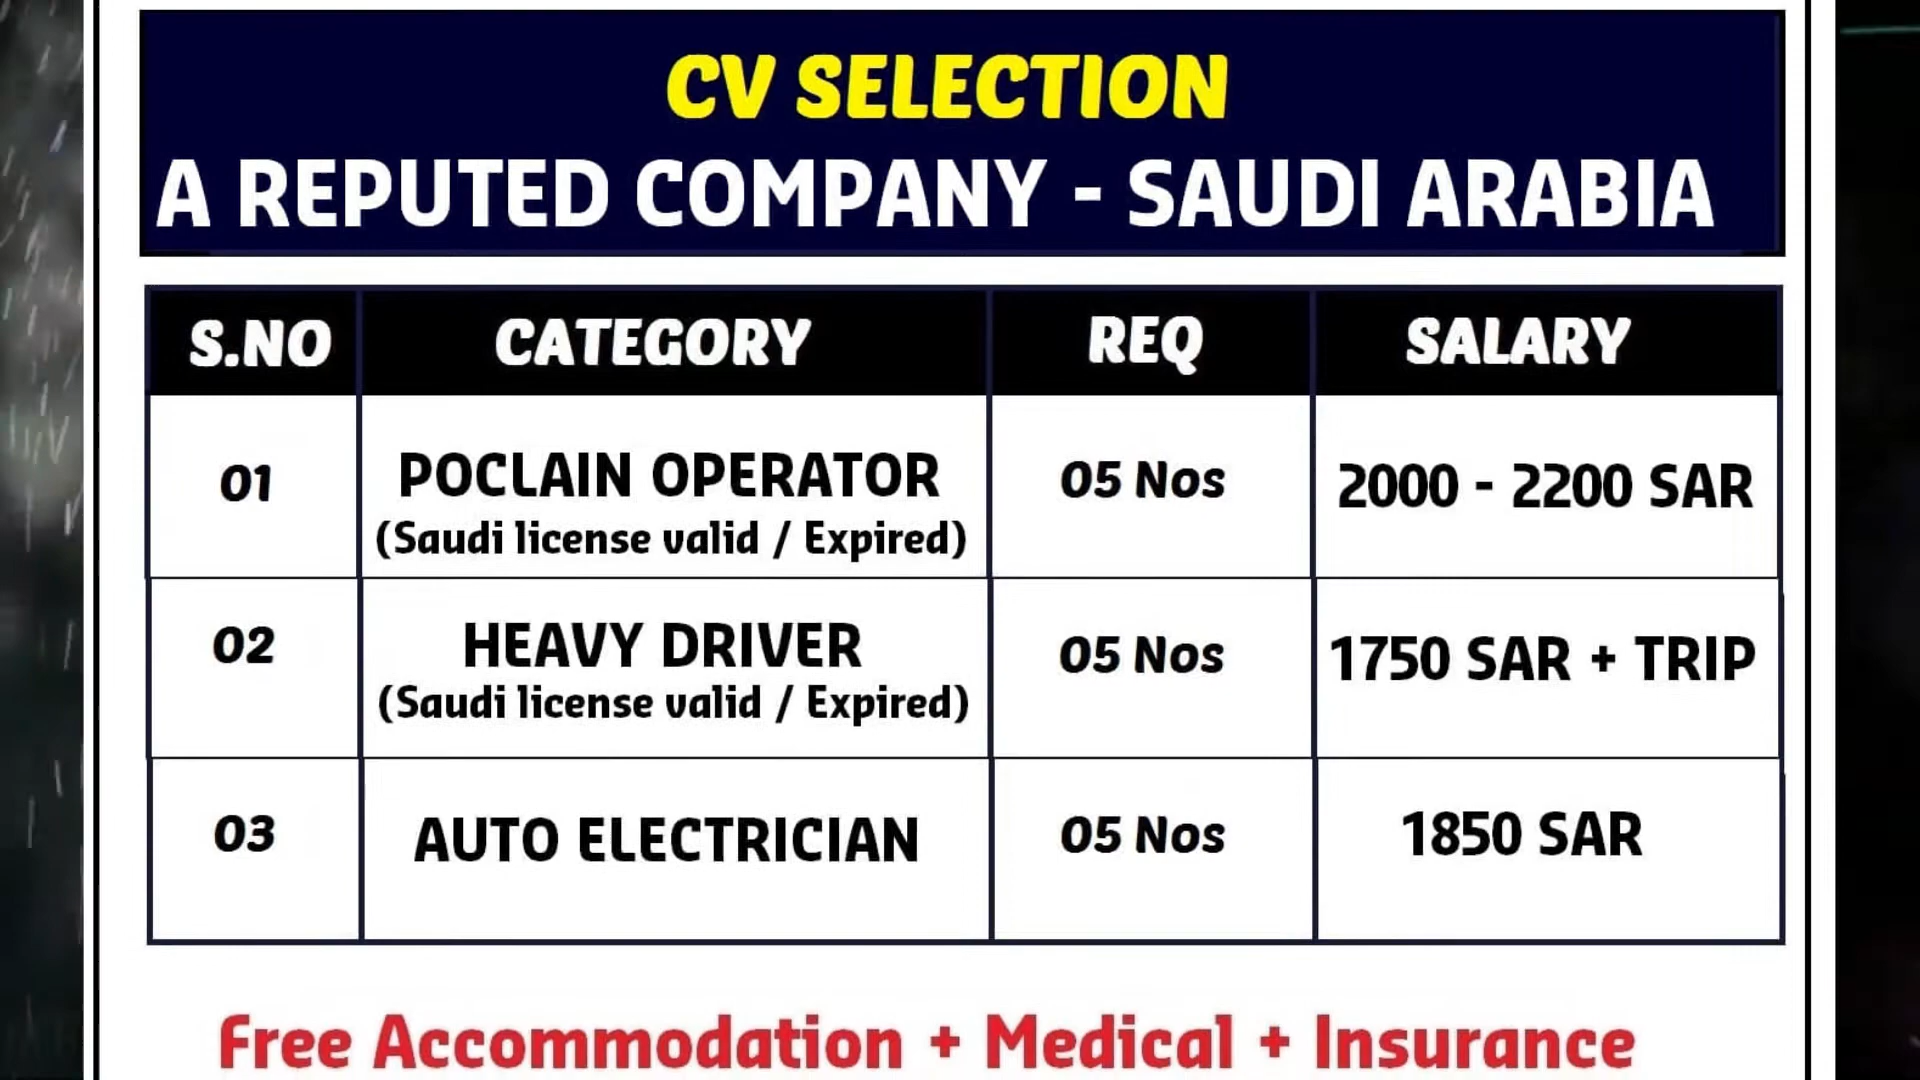 CV SELECTION
A REPUTED COMPANY - SAUDI ARABIA
S.NO CATEGORY REQ SALARY
01 POCLAIN OPERATOR 05 Nos 2000 - 2200 SAR
(Saudi license valid / Expired)
02 HEAVY DRIVER 05 Nos 1750 SAR + TRIP
(Saudi license valid / Expired)
03 AUTO ELECTRICIAN 05 Nos 1850 SAR
Free Accommodation + Medical + Insurance